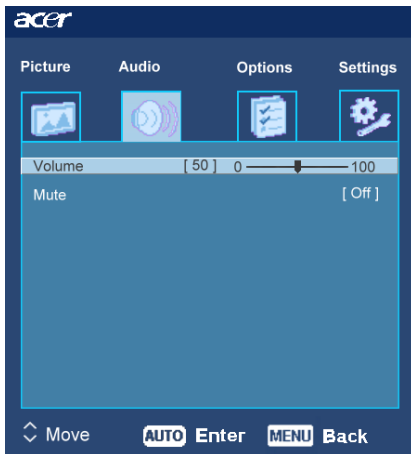 acer
Picture Audio Options Settings
Volume [ 50 ] 0 100
Mute [ Off ]
Move AUTO Enter MENU Back